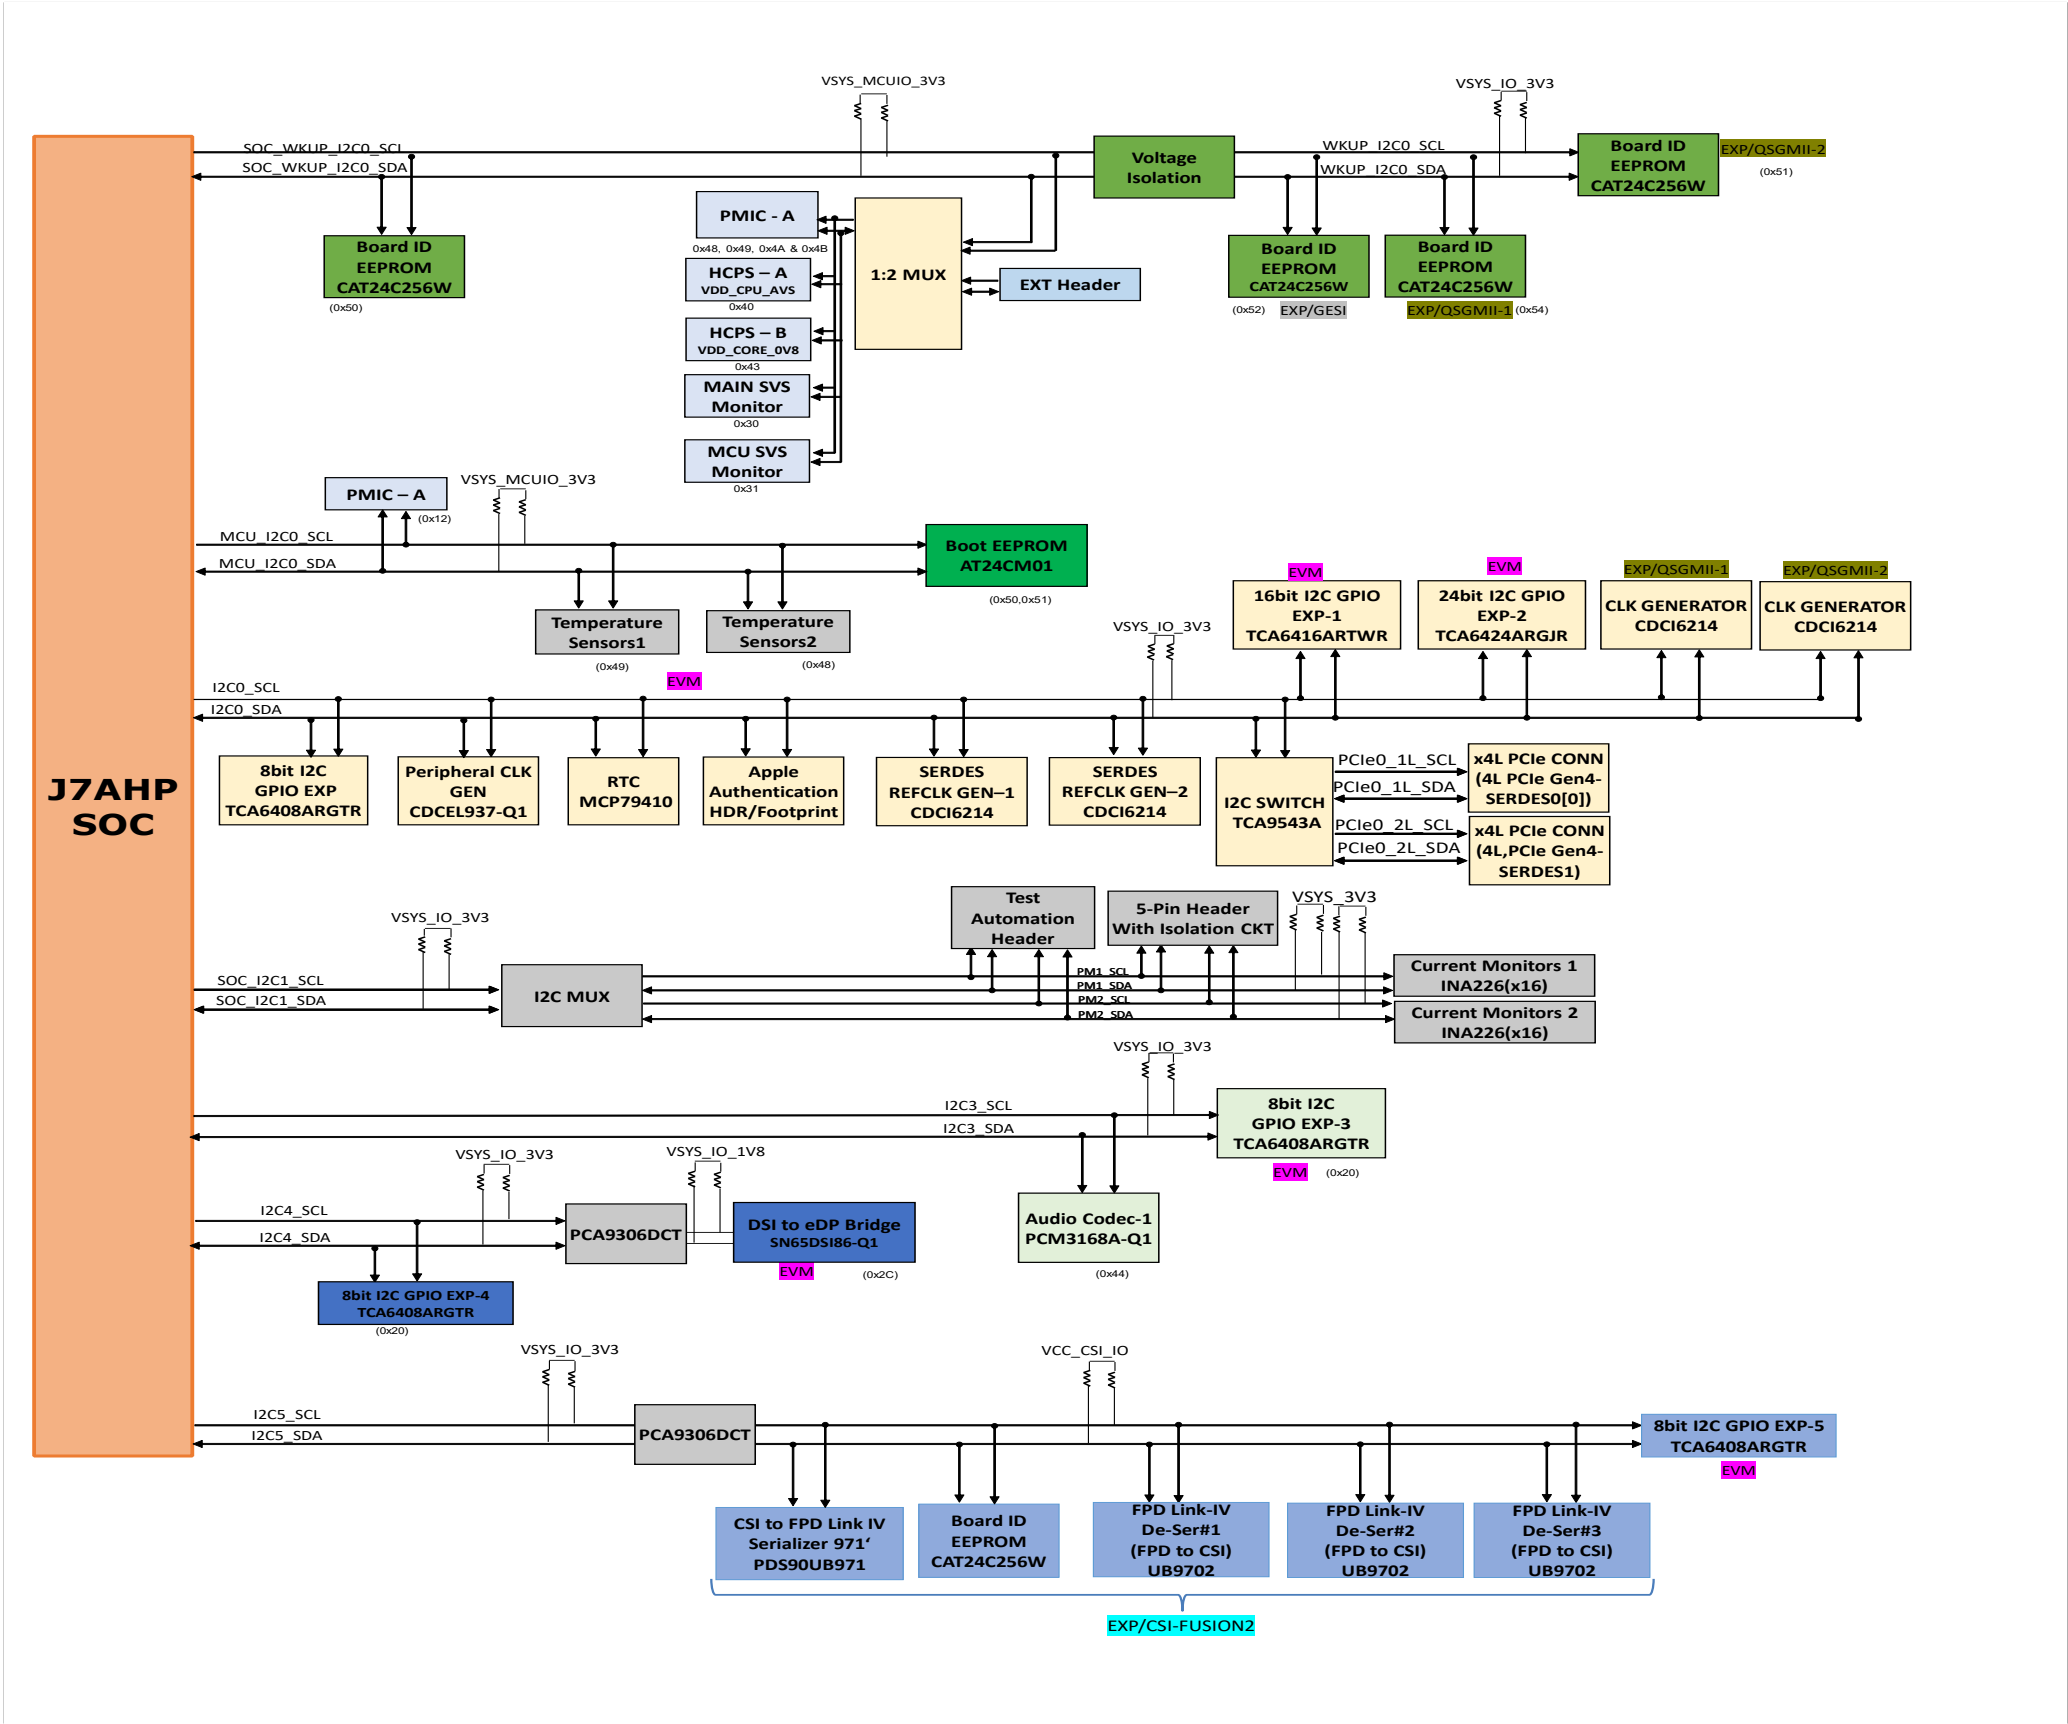 VSYS_MCUIO_3V3
VSYS_IO_3V3
SOC_WKUP_I2C0_SCL
SOC_WKUP_I2C0_SDA
Voltage
Isolation
WKUP_I2C0_SCL
WKUP_I2C0_SDA
Board ID
EEPROM
CAT24C256W
EXP/QSGMII-2
(0x51)
Board ID
EEPROM
CAT24C256W
(0x50)
PMIC - A
0x48, 0x49, 0x4A & 0x4B
HCPS – A
VDD_CPU_AVS
0x40
HCPS – B
VDD_CORE_0V8
0x43
MAIN SVS
Monitor
0x30
MCU SVS
Monitor
0x31
1:2 MUX
EXT Header
Board ID
EEPROM
CAT24C256W
(0x52)
EXP/GESI
Board ID
EEPROM
CAT24C256W
EXP/QSGMII-1
(0x54)
J7AHP
SOC
PMIC – A
(0x12)
VSYS_MCUIO_3V3
MCU_I2C0_SCL
MCU_I2C0_SDA
Boot EEPROM
AT24CM01
(0x50,0x51)
Temperature
Sensors1
(0x49)
Temperature
Sensors2
(0x48)
EVM
VSYS_IO_3V3
EVM
16bit I2C GPIO
EXP-1
TCA6416ARTWR
EVM
24bit I2C GPIO
EXP-2
TCA6424ARGJR
EXP/QSGMII-1
CLK GENERATOR
CDCI6214
EXP/QSGMII-2
CLK GENERATOR
CDCI6214
I2C0_SCL
I2C0_SDA
8bit I2C
GPIO EXP
TCA6408ARGTR
Peripheral CLK
GEN
CDCEL937-Q1
RTC
MCP79410
Apple
Authentication
HDR/Footprint
SERDES
REFCLK GEN–1
CDCI6214
SERDES
REFCLK GEN–2
CDCI6214
I2C SWITCH
TCA9543A
PCIe0_1L_SCL
PCIe0_1L_SDA
PCIe0_2L_SCL
PCIe0_2L_SDA
x4L PCIe CONN
(4L PCIe Gen4-
SERDES0[0])
x4L PCIe CONN
(4L,PCIe Gen4-
SERDES1)
VSYS_IO_3V3
SOC_I2C1_SCL
SOC_I2C1_SDA
I2C MUX
Test
Automation
Header
5-Pin Header
With Isolation CKT
VSYS_3V3
PM1_SCL
PM1_SDA
PM2_SCL
PM2_SDA
Current Monitors 1
INA226(x16)
Current Monitors 2
INA226(x16)
VSYS_IO_3V3
I2C3_SCL
I2C3_SDA
8bit I2C
GPIO EXP-3
TCA6408ARGTR
EVM
(0x20)
Audio Codec-1
PCM3168A-Q1
(0x44)
VSYS_IO_3V3
VSYS_IO_1V8
I2C4_SCL
I2C4_SDA
PCA9306DCT
DSI to eDP Bridge
SN65DSI86-Q1
EVM
(0x2C)
8bit I2C GPIO EXP-4
TCA6408ARGTR
(0x20)
VSYS_IO_3V3
VCC_CSI_IO
I2C5_SCL
I2C5_SDA
PCA9306DCT
8bit I2C GPIO EXP-5
TCA6408ARGTR
EVM
CSI to FPD Link IV
Serializer 971‘
PDS90UB971
Board ID
EEPROM
CAT24C256W
FPD Link-IV
De-Ser#1
(FPD to CSI)
UB9702
FPD Link-IV
De-Ser#2
(FPD to CSI)
UB9702
FPD Link-IV
De-Ser#3
(FPD to CSI)
UB9702
EXP/CSI-FUSION2